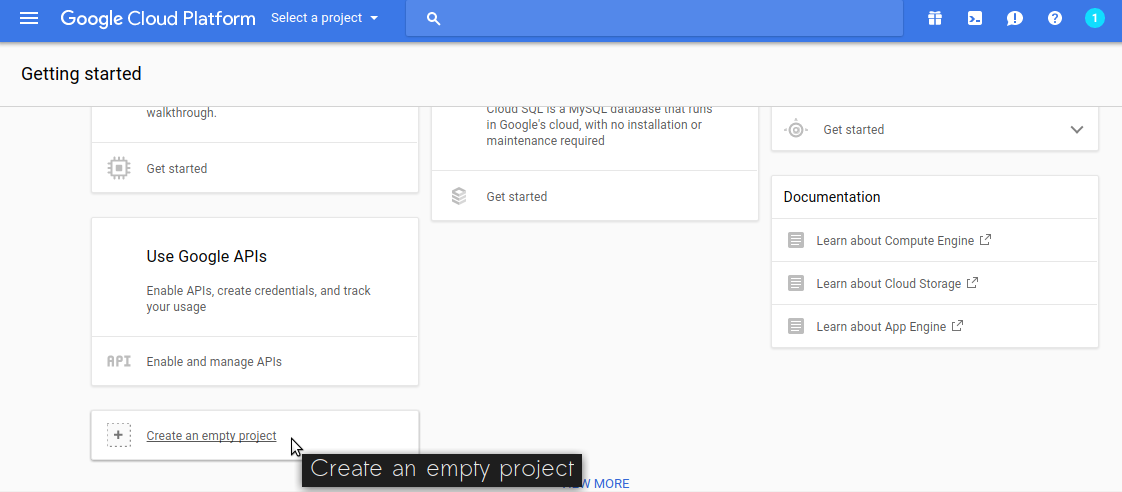 Google Cloud Platform Select a project
1
Getting started
walkthrough.
Get started
Use Google APIs
Enable APIs, create credentials, and track
your usage
API Enable and manage APIs
Create an empty project
Create an empty project
Cloud SQL is a MySQL database that runs
in Google's cloud, with no installation or
maintenance required
Get started
MORE
Get started
Documentation
Learn about Compute Engine
Learn about Cloud Storage
Learn about App Engine